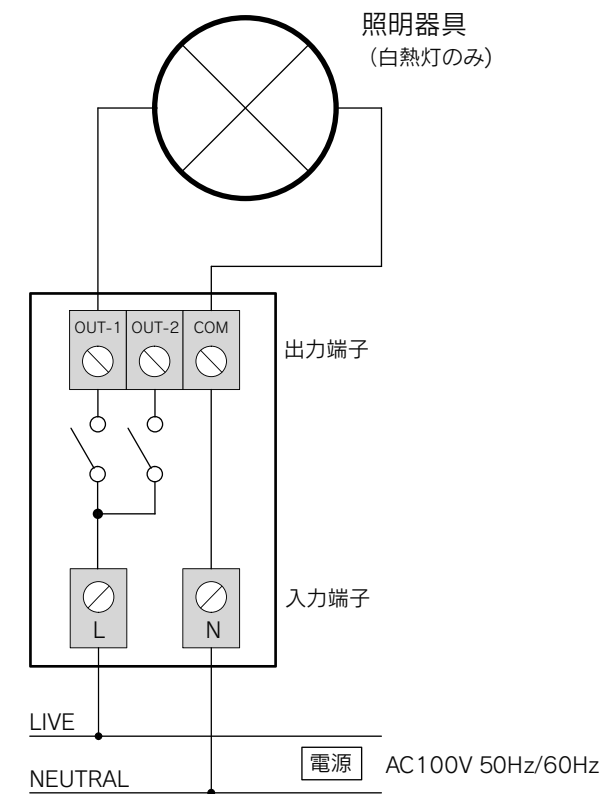 照明器具
（白熱灯のみ)
OUT-1 OUT-2 COM
出力端子
入力端子
L N
LIVE
電源 AC100V 50Hz/60Hz
NEUTRAL